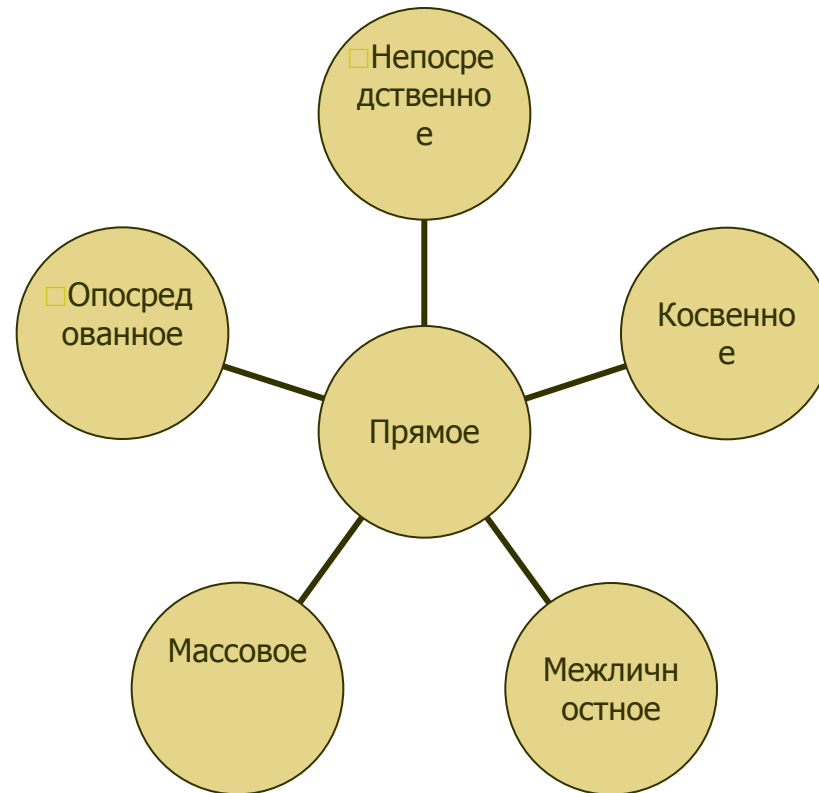 □Непосре
дственно
е
□Опосред
ованное
Косвенно
е
Прямое
Массовое
Межличн
остное